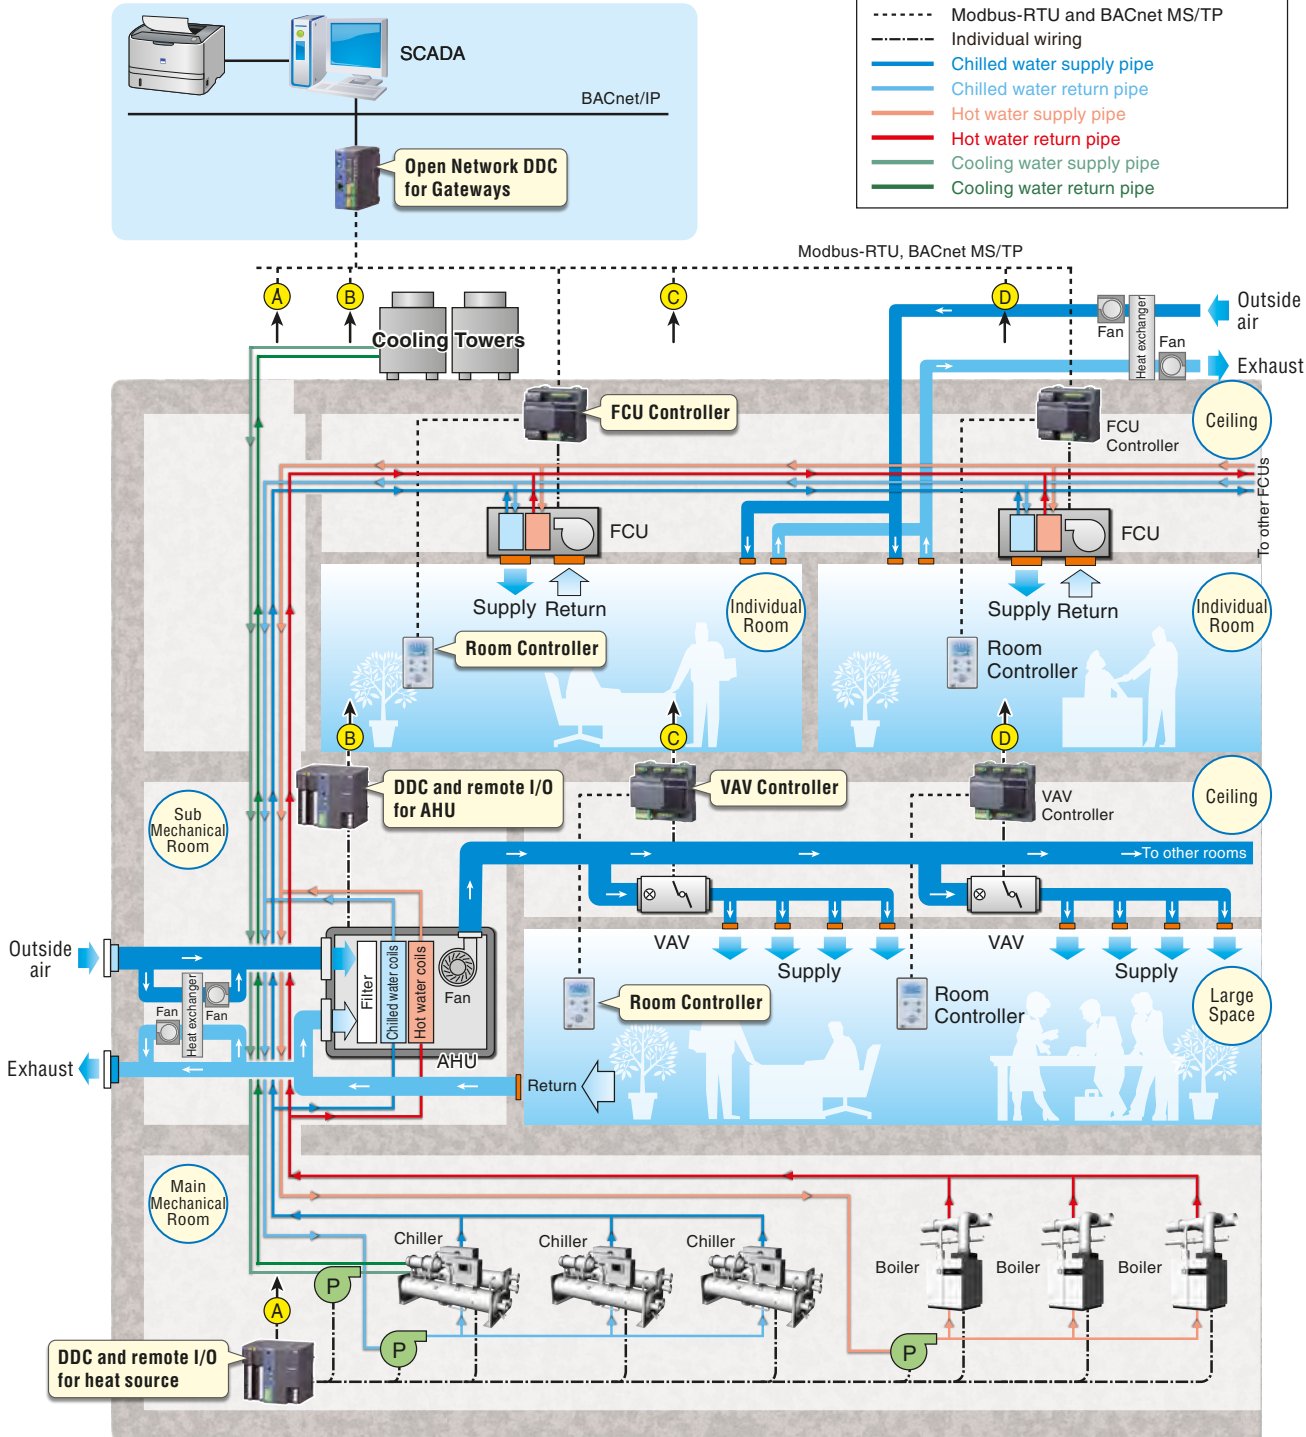 SCADA
BACnet/IP
Open Network DDC
for Gateways
Modbus-RTU and BACnet MS/TP
Individual wiring
Chilled water supply pipe
Chilled water return pipe
Hot water supply pipe
Hot water return pipe
Cooling water supply pipe
Cooling water return pipe
Modbus-RTU, BACnet MS/TP
A
B
C
D
Cooling Towers
Fan
Heat exchanger
Fan
Outside
air
Exhaust
FCU Controller
FCU
Controller
Ceiling
FCU
FCU
To other FCUs
Supply
Return
Individual
Room
Supply
Return
Individual
Room
Room Controller
Room
Controller
B
C
D
DDC and remote I/O
for AHU
VAV Controller
VAV
Controller
Ceiling
Sub
Mechanical
Room
To other rooms
VAV
Supply
VAV
Supply
Outside
air
Fan
Heat exchanger
Fan
Exhaust
Filter
Chilled water coils
Hot water coils
Fan
AHU
Room Controller
Room
Controller
Large
Space
Return
Main
Mechanical
Room
Chiller
Chiller
Chiller
Boiler
Boiler
Boiler
P
P
P
A
DDC and remote I/O
for heat source